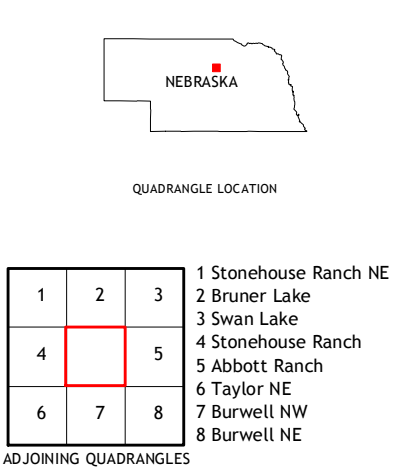 NEBRASKA
QUADRANGLE LOCATION
1 2 3
4 5
6 7 8
1 Stonehouse Ranch NE
2 Bruner Lake
3 Swan Lake
4 Stonehouse Ranch
5 Abbott Ranch
6 Taylor NE
7 Burwell NW
8 Burwell NE
ADJOINING QUADRANGLES